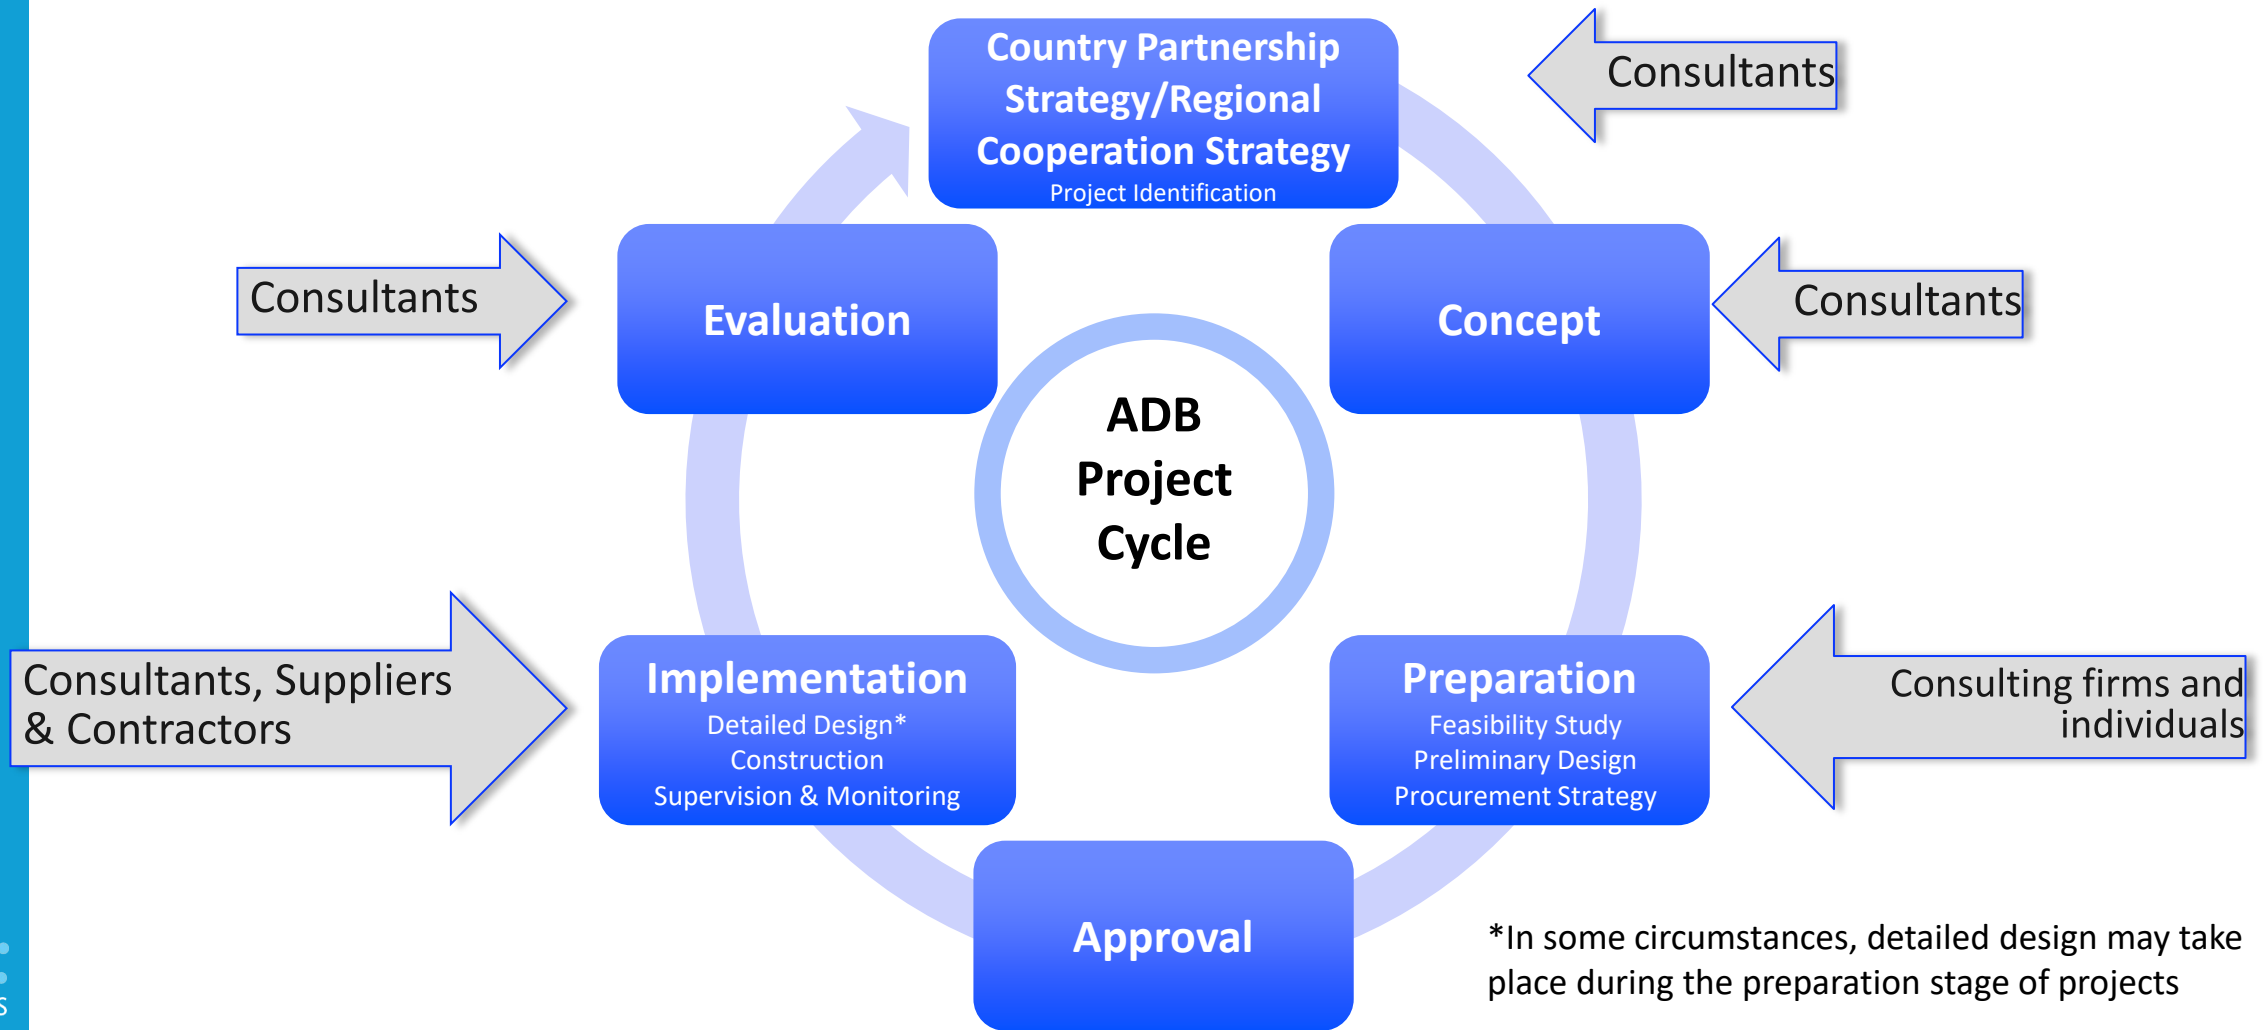 Country Partnership
Strategy/Regional
Cooperation Strategy
Project Identification
Consultants
Consultants
Evaluation
Concept
Consultants
ADB
Project
Cycle
Consultants, Suppliers
& Contractors
Implementation
Detailed Design*
Construction
Supervision & Monitoring
Preparation
Feasibility Study
Preliminary Design
Procurement Strategy
Consulting firms and
individuals
Approval
*In some circumstances, detailed design may take
place during the preparation stage of projects